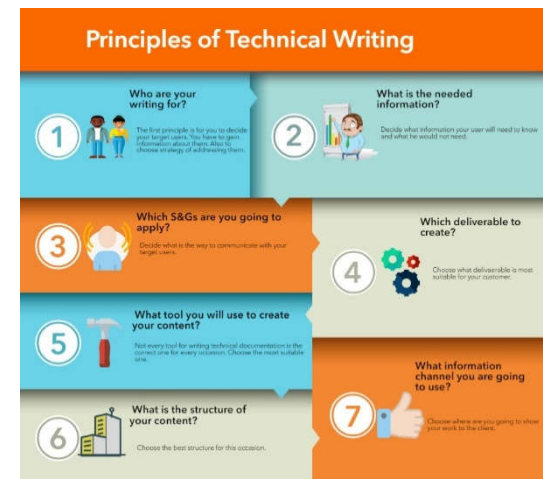 Principles of Technical Writing
1
Who are your
writing for?
The first principle is for you to decide
your target users. You have to gain
information about them. Also to
choose strategy of addressing them.
2
What is the needed
information?
Decide what information your user will need to know
and what he would not need.
3
Which S&Gs are you going to
apply?
Decide what is the way to communicate with your
target users.
4
Which deliverable to
create?
Choose what deliverable is most
suitable for your customer.
5
What tool you will use to create
your content?
Not every tool for writing technical documentation is the
correct one for every occasion. Choose the most suitable
one.
6
What is the structure of
your content?
Choose the best structure for this occasion.
7
What information
channel you are going
to use?
Choose where are you going to show
your work to the client.